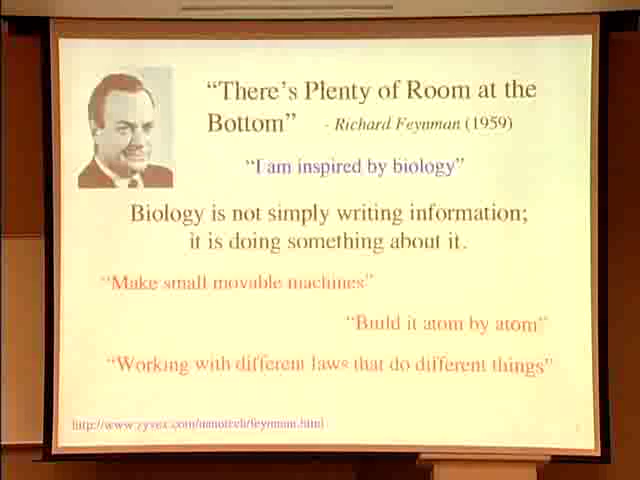 “There’s Plenty of Room at the
Bottom” - Richard Feynman (1959)
“I am inspired by biology”
Biology is not simply writing information;
it is doing something about it.
“Make small movable machines”
“Build it atom by atom”
“Working with different laws that do different things”
http://www.zyvex.com/nanotech/feynman.html